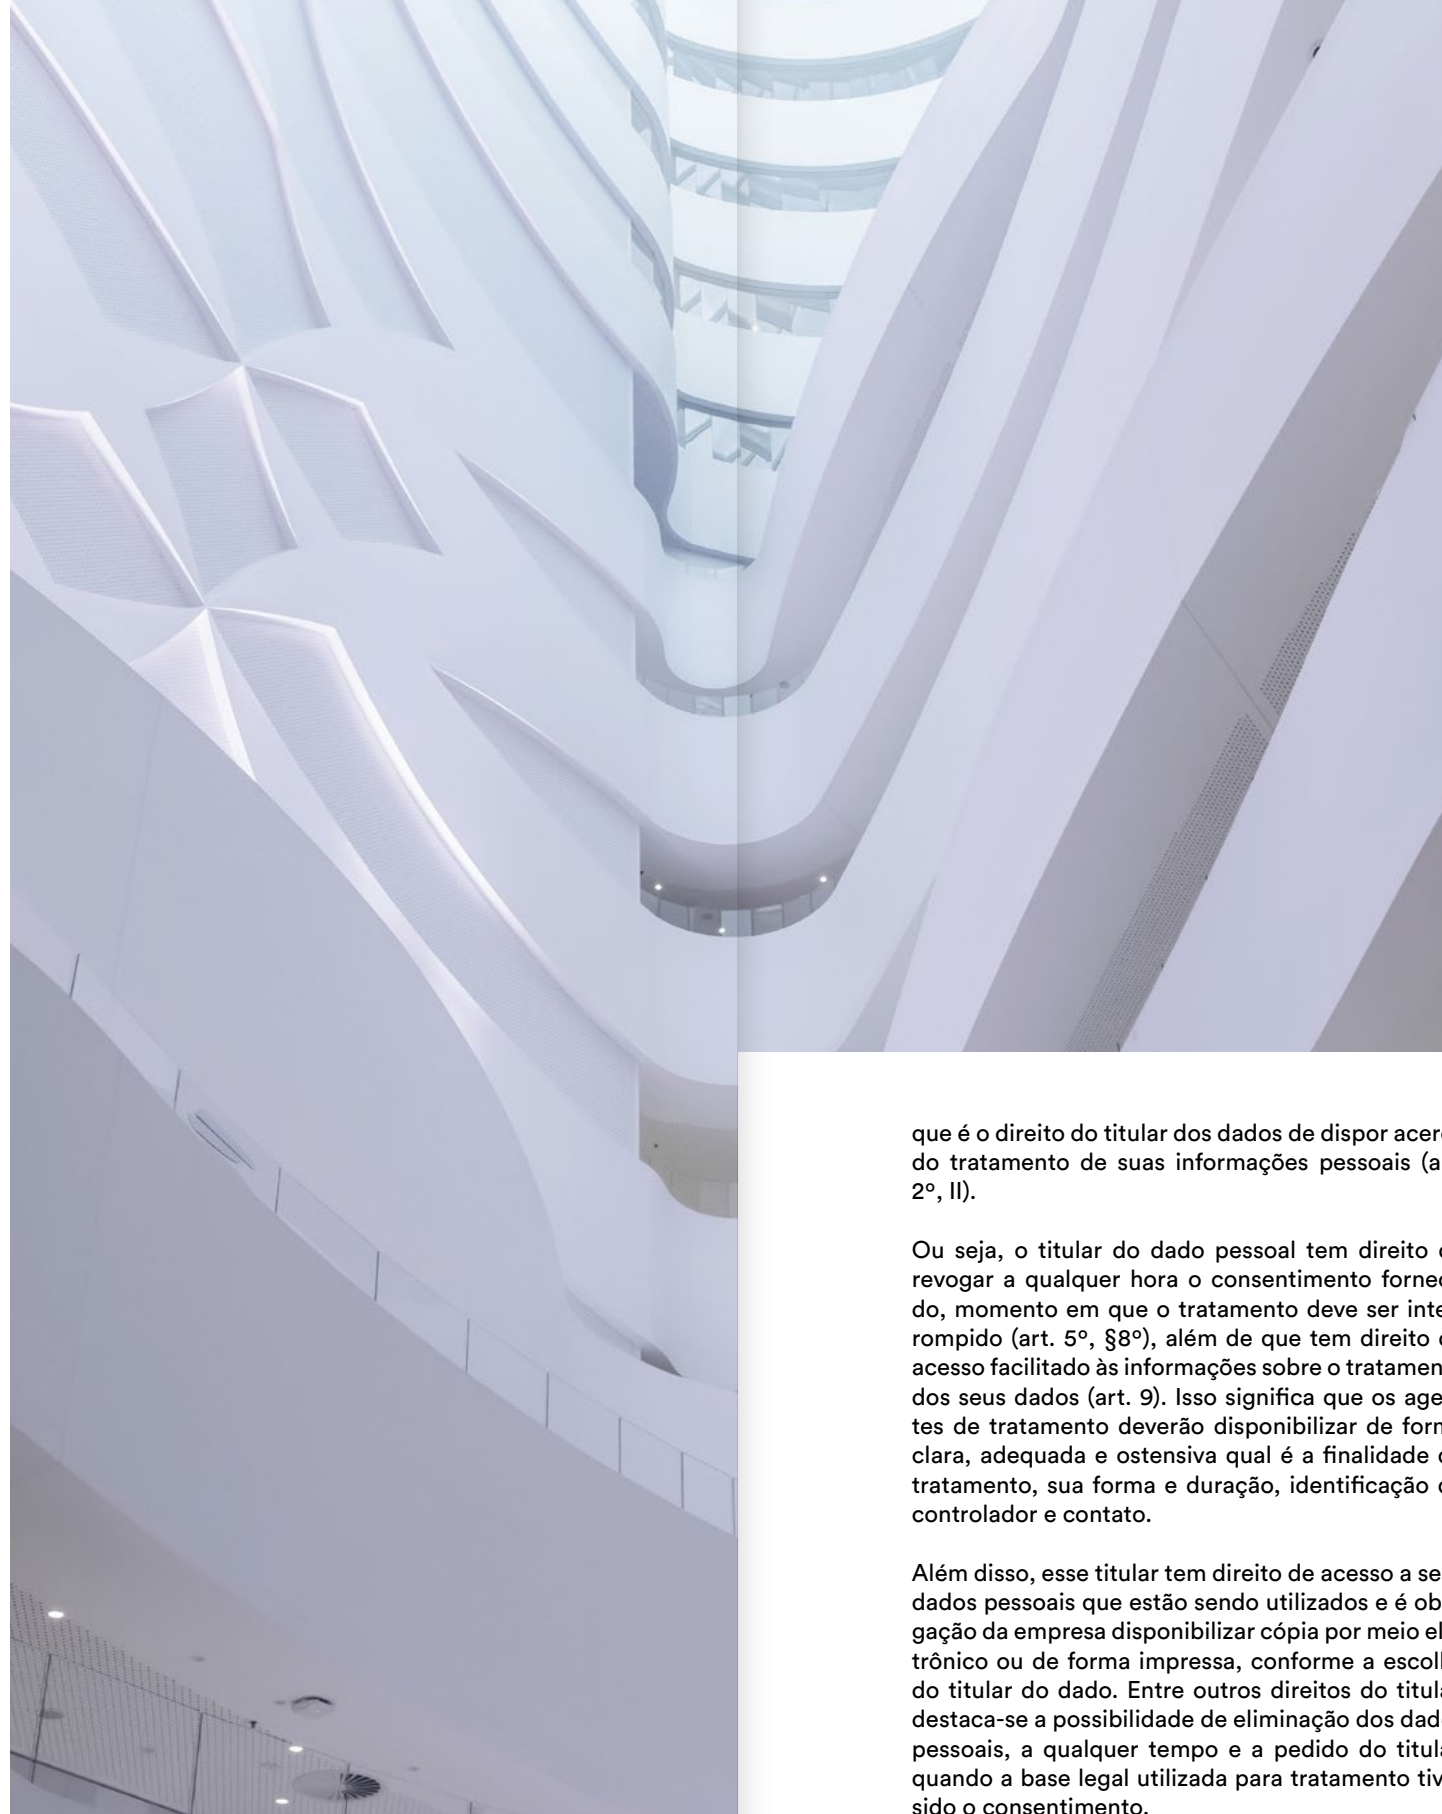 que é o direito do titular dos dados de dispor acer
do tratamento de suas informações pessoais (a
2º, II).
Ou seja, o titular do dado pessoal tem direito
revogar a qualquer hora o consentimento forne
do, momento em que o tratamento deve ser inte
rompido (art. 5º, §8º), além de que tem direito
acesso facilitado às informações sobre o tratamen
dos seus dados (art. 9). Isso significa que os age
tes de tratamento deverão disponibilizar de for
clara, adequada e ostensiva qual é a finalidade
tratamento, sua forma e duração, identificação
controlador e contato.
Além disso, esse titular tem direito de acesso a se
dados pessoais que estão sendo utilizados e é ob
gação da empresa disponibilizar cópia por meio el
trônico ou de forma impressa, conforme a escol
do titular do dado. Entre outros direitos do titul
destaca-se a possibilidade de eliminação dos dad
pessoais, a qualquer tempo e a pedido do titul
quando a base legal utilizada para tratamento tiv
sido o consentimento.